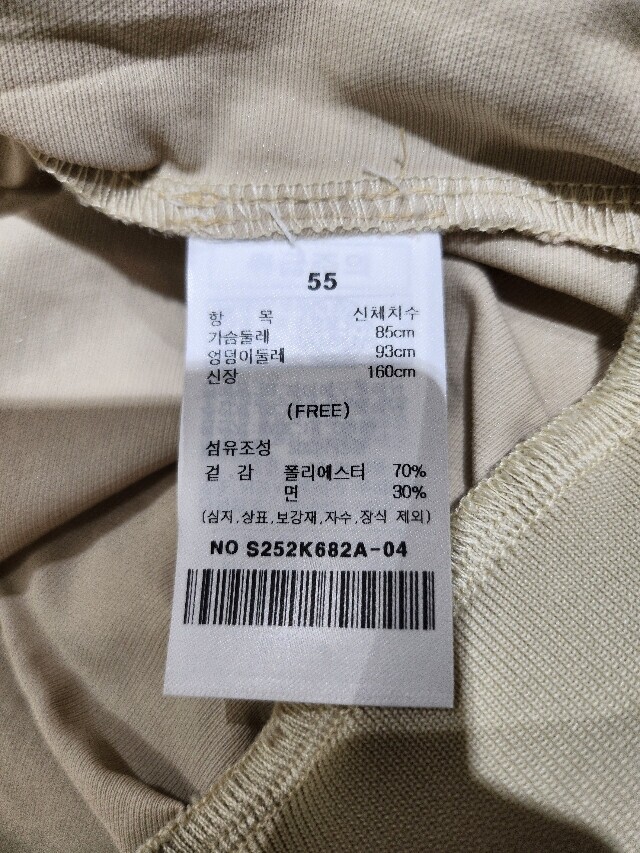 55
항 목 신체치수
가슴둘레 85cm
엉덩이둘레 93cm
신장 160cm
(FREE)
섬유조성
겉 감 폴리에스터 70%
면 30%
(심지,상표,보강재,자수,장식 제외)
NO S252K682A-04